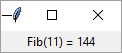 Fib(11) = 144